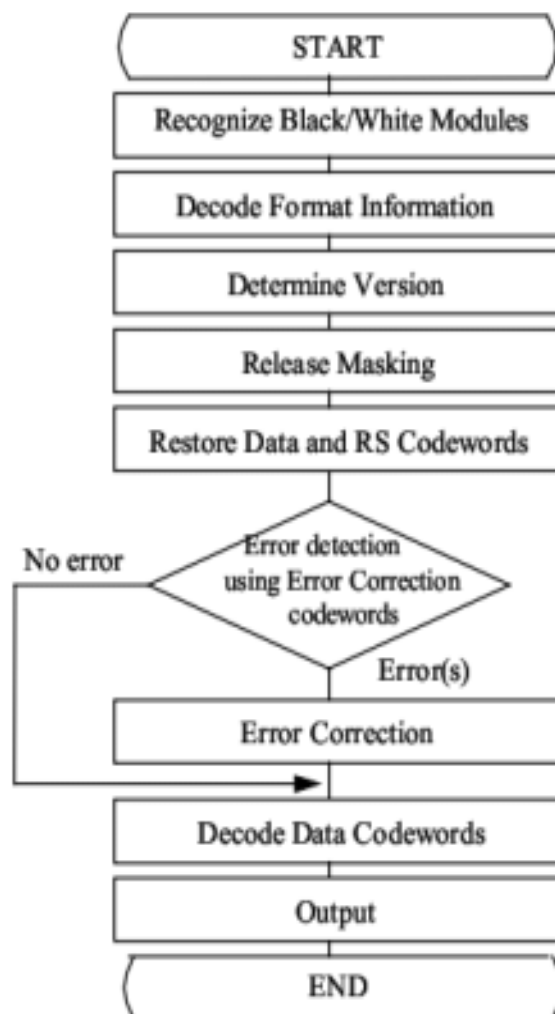 START
Recognize Black/White Modules
Decode Format Information
Determine Version
Release Masking
Restore Data and RS Codewords
Error detection
No error
using Error Correction
codewords
Error(s)
Error Correction
Decode Data Codewords
Output
END